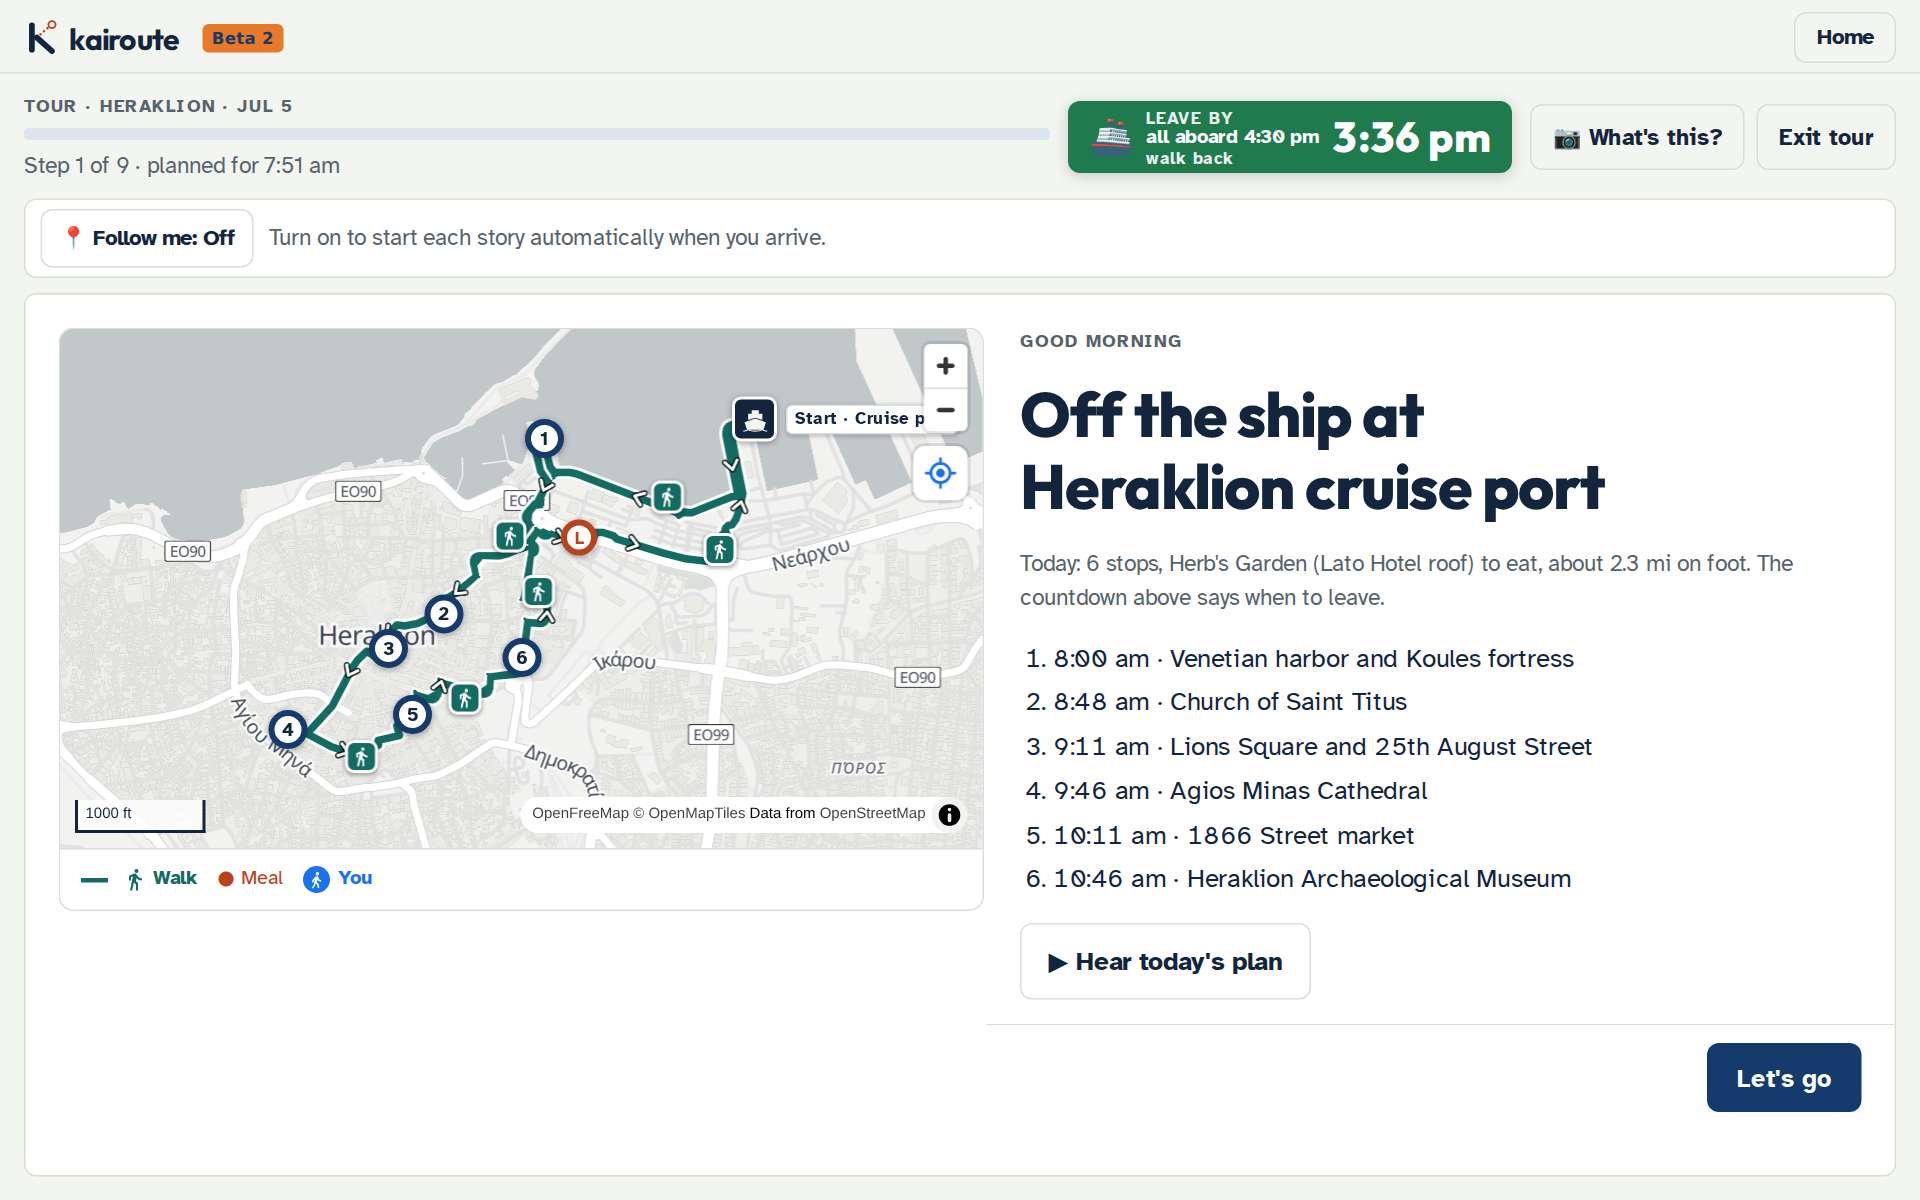 kairoute
Beta 2
Home
TOUR · HERAKLION · JUL 5
Step 1 of 9 · planned for 7:51 am
LEAVE BY
all aboard 4:30 pm
walk back
3:36 pm
What's this?
Exit tour
Follow me: Off
Turn on to start each story automatically when you arrive.
1
Start · Cruise
EO90
EO90
L
Νεάρχου
2
Heraklion
3
6
Ικάρου
EO90
5
4
Αγίου Μηνά
EO99
Δημοκρατί
ΠΌΡΟΣ
1000 ft
OpenFreeMap © OpenMapTiles Data from OpenStreetMap
Walk
Meal
You
GOOD MORNING
Off the ship at
Heraklion cruise port
Today: 6 stops, Herb's Garden (Lato Hotel roof) to eat, about 2.3 mi on foot. The
countdown above says when to leave.
1. 8:00 am · Venetian harbor and Koules fortress
2. 8:48 am · Church of Saint Titus
3. 9:11 am · Lions Square and 25th August Street
4. 9:46 am · Agios Minas Cathedral
5. 10:11 am · 1866 Street market
6. 10:46 am · Heraklion Archaeological Museum
Hear today's plan
Let's go